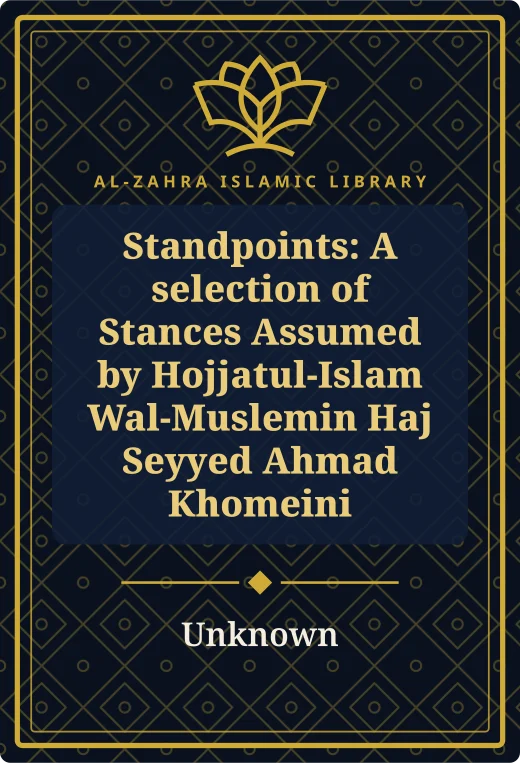 AL-ZAHRA ISLAMIC LIBRARY
Standpoints: A
selection of
Stances Assumed
by Hojjatul-Islam
Wal-Muslemin Haj
Seyyed Ahmad
Khomeini
Unknown